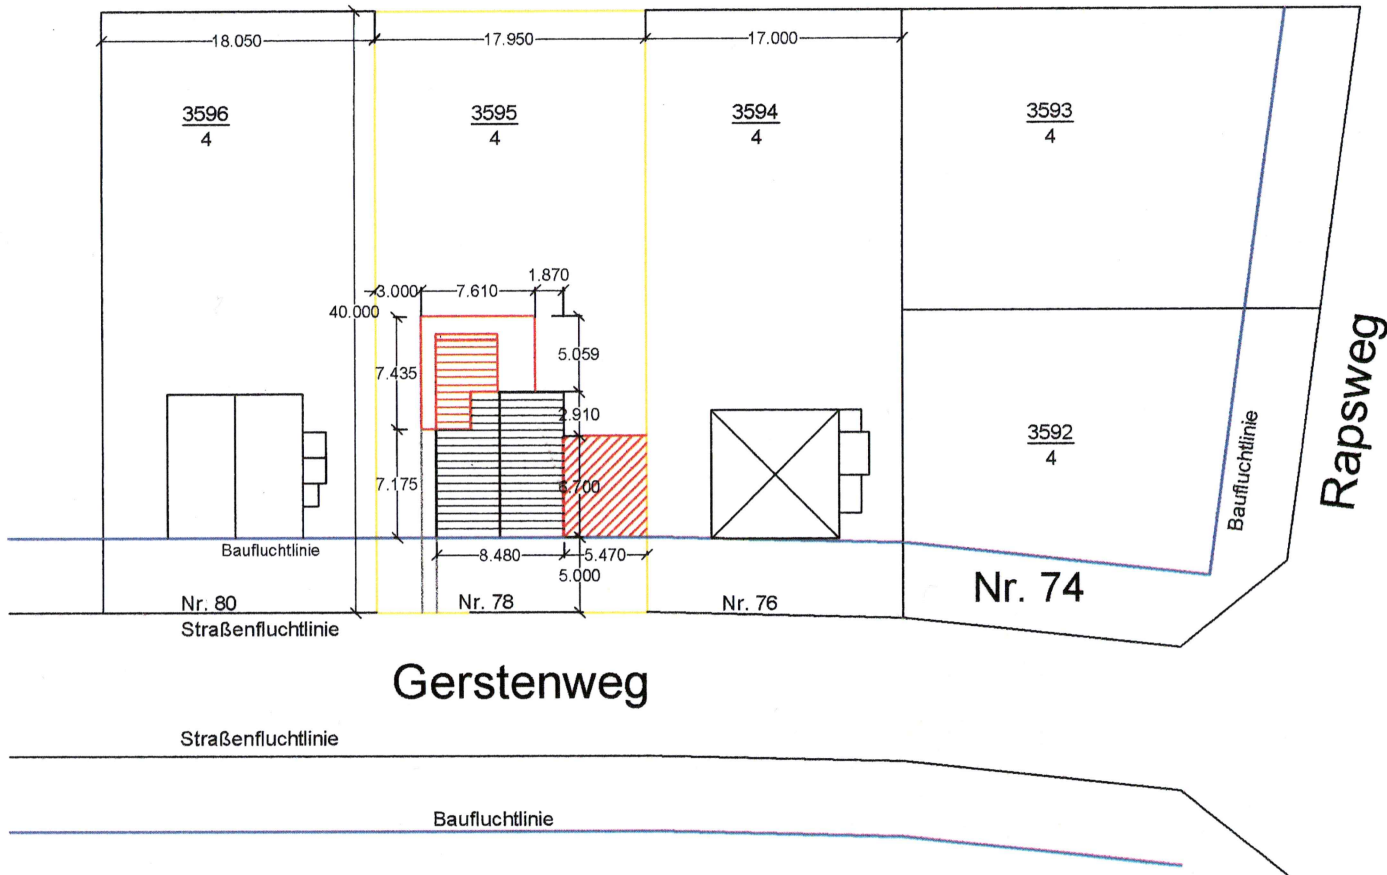 18.050
17.950
17.000
3596
4
3595
4
3594
4
3593
4
1.870
3.000
7.610
40.000
5.059
7.435
2.910
3592
4
7.175
6.700
Baufluchtlinie
Rapsweg
Baufluchtlinie
8.480
5.470
5.000
Nr. 80
Nr. 78
Nr. 76
Nr. 74
Straßenfluchtlinie
Gerstenweg
Straßenfluchtlinie
Baufluchtlinie